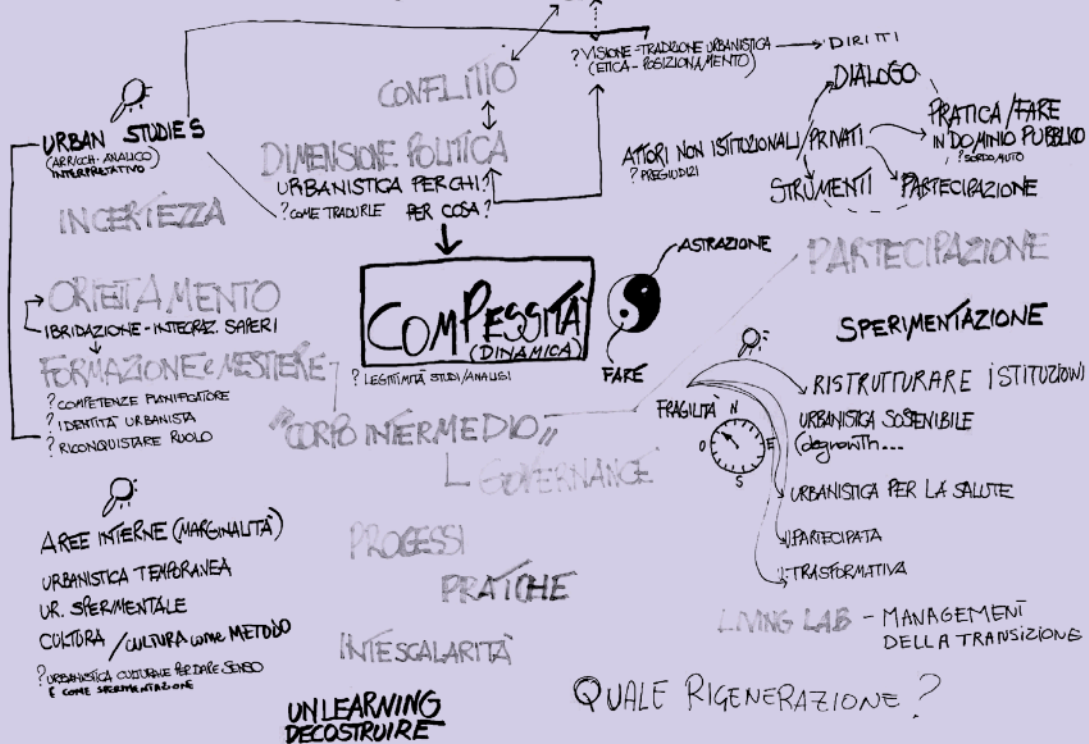 ? VISIONE - TRADIZIONE URBANISTICA
(ETICA - POSIZIONAMENTO)
DIRITTI
CONFLITTO
DIALOGO
URBAN STUDIES
(ARRICCH. ANALICO
INTERPRETATIVO)
DIMENSIONE POLITICA
URBANISTICA PER CHI?
? COME TRADURLE PER COSA?
ATTORI NON ISTITUZIONALI / PRIVATI
? PREGIUDIZI
PRATICA / FARE
IN DOMINIO PUBBLICO
? SORDOMUTO
STRUMENTI
PARTECIPAZIONE
INCERTEZZA
PARTECIPAZIONE
ASTRAZIONE
ORIETTAMENTO
IBRIDAZIONE - INTEGRAZ. SAPERI
COMPESSITÀ
(DINAMICA)
FARE
SPERIMENTAZIONE
FORMAZIONE e MESTIERE
? COMPETENZE PIANIFICATORE
? IDENTITÀ URBANISTA
? RICONQUISTARE RUOLO
? LEGITTIMITÀ STUDI/ANALISI
"CORPO INTERMEDIO"
L GOVERNANCE
FRAGILITÀ
N
O
E
S
RISTRUTTURARE ISTITUZIONI
URBANISTICA SOSTENIBILE
(degrowth...
URBANISTICA PER LA SALUTE
PARTECIPATA
TRASFORMATIVA
AREE INTERNE (MARGINALITÀ)
URBANISTICA TEMPORANEA
UR. SPERIMENTALE
CULTURA / CULTURA come METODO
? URBANISTICA CULTURALE PER DARE SENSO
E COME SPERIMENTAZIONE
PROCESSI
PRATICHE
INTESCALARITÀ
UNLEARNING
DECOSTRUIRE
LIVING LAB - MANAGEMENT
DELLA TRANSIZIONE
QUALE RIGENERAZIONE?